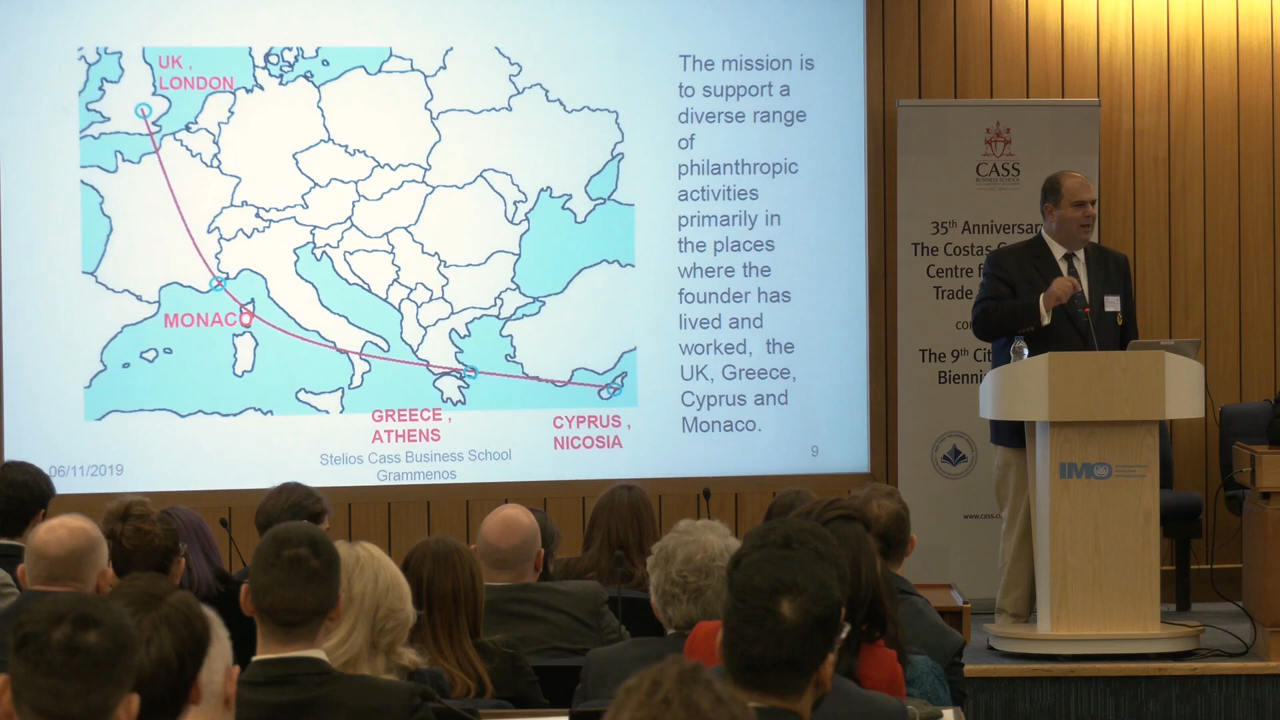 UK ,
LONDON
MONACO
GREECE ,
ATHENS
CYPRUS ,
NICOSIA
The mission is
to support a
diverse range
of
philanthropic
activities
primarily in
the places
where the
founder has
lived and
worked, the
UK, Greece,
Cyprus and
Monaco.
06/11/2019
Stelios Cass Business School
Grammenos
9
CASS
BUSINESS SCHOOL
35th Anniversar
The Costas
Centre
Trade
The 9th Cit
Bienni
www.cass.c
IMO